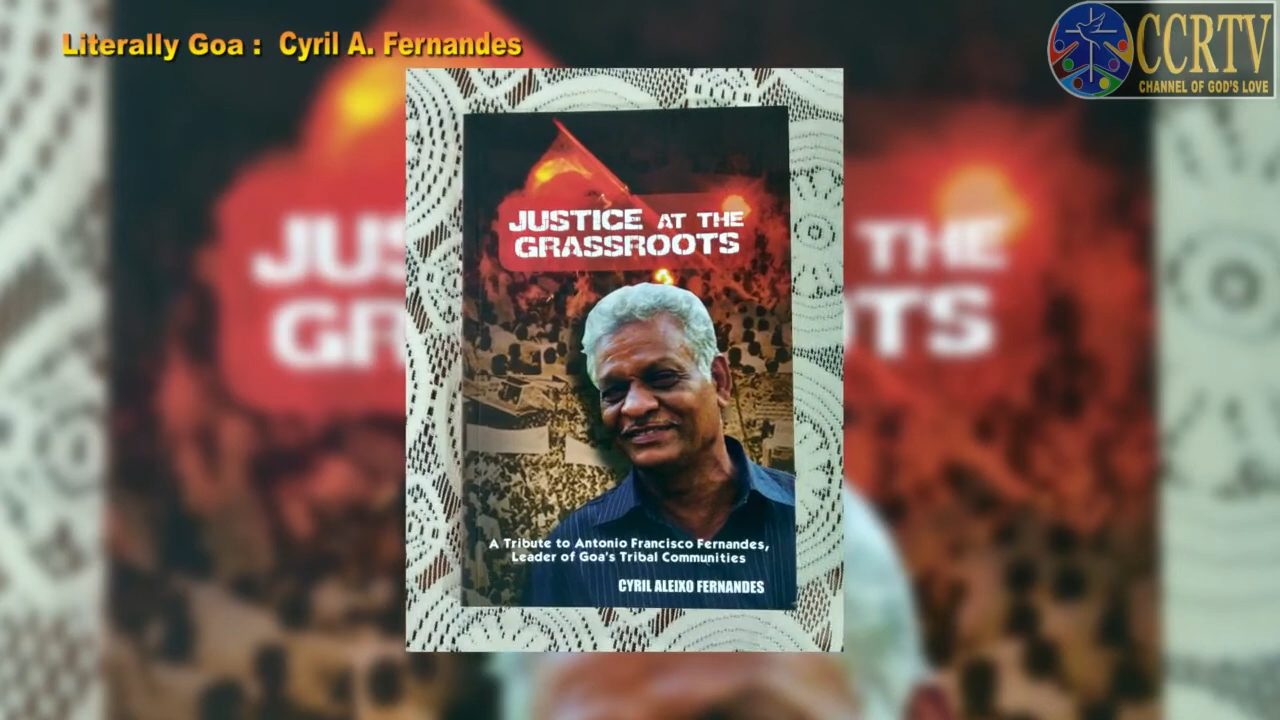 Literally Goa : Cyril A. Fernandes
CCRTV
CHANNEL OF GOD'S LOVE
JUSTICE AT THE
GRASSROOTS
A Tribute to Antonio Francisco Fernandes,
Leader of Goa's Tribal Communities
CYRIL ALEIXO FERNANDES